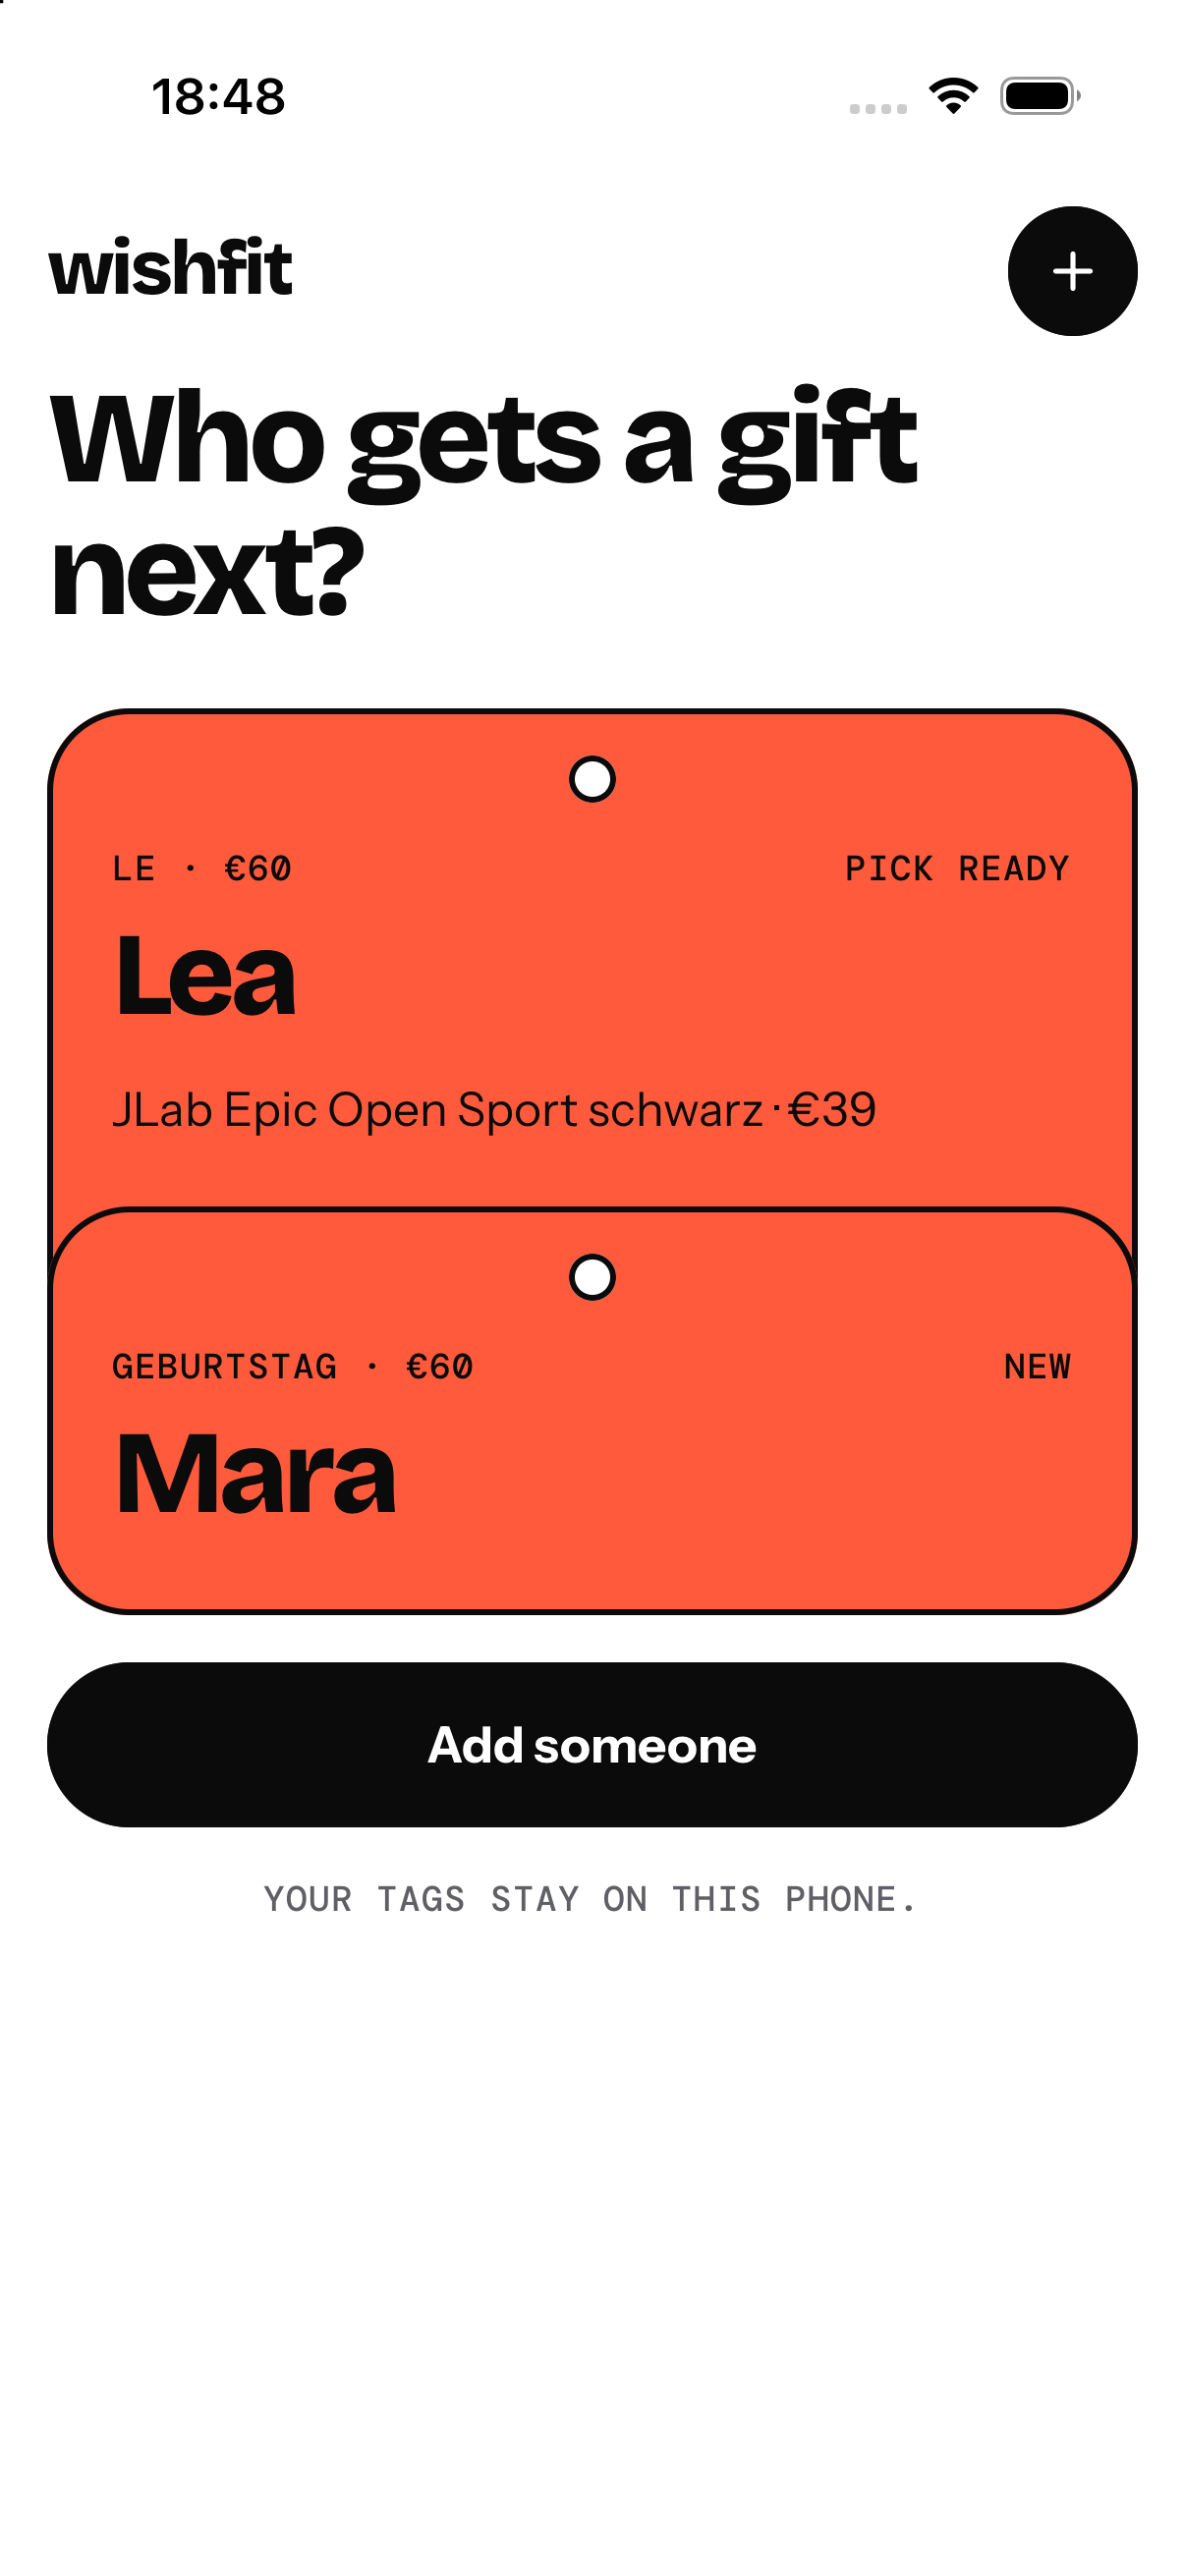 18:48
wishfit
Who gets a gift
next?
LE · €60
PICK READY
Lea
JLab Epic Open Sport schwarz · €39
GEBURTSTAG · €60
NEW
Mara
Add someone
YOUR TAGS STAY ON THIS PHONE.